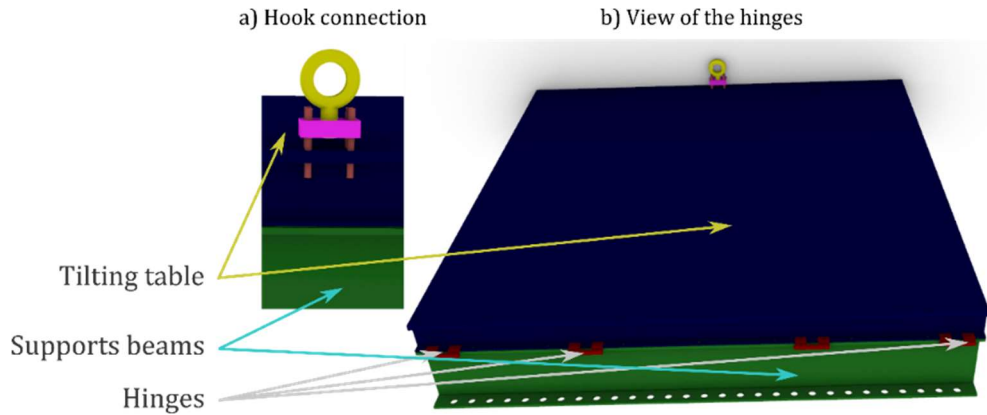 a) Hook connection
b) View of the hinges
Tilting table
Supports beams
Hinges